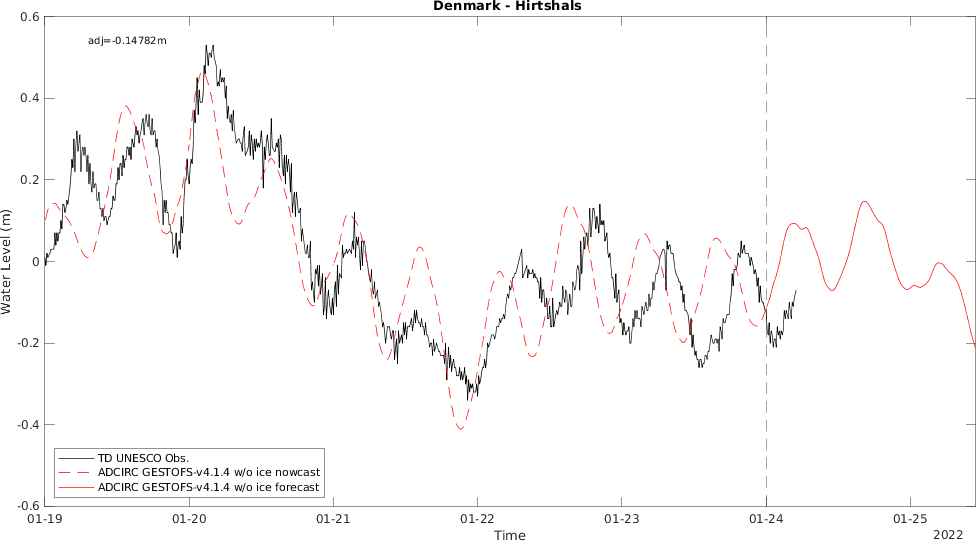 Denmark - Hirtshals
adj=-0.14782m
0.6
0.4
0.2
0
-0.2
-0.4
-0.6
Water Level (m)
TD UNESCO Obs.
ADCIRC GESTOFS-v4.1.4 w/o ice nowcast
ADCIRC GESTOFS-v4.1.4 w/o ice forecast
01-19 01-20 01-21 01-22 01-23 01-24 01-25
Time
2022